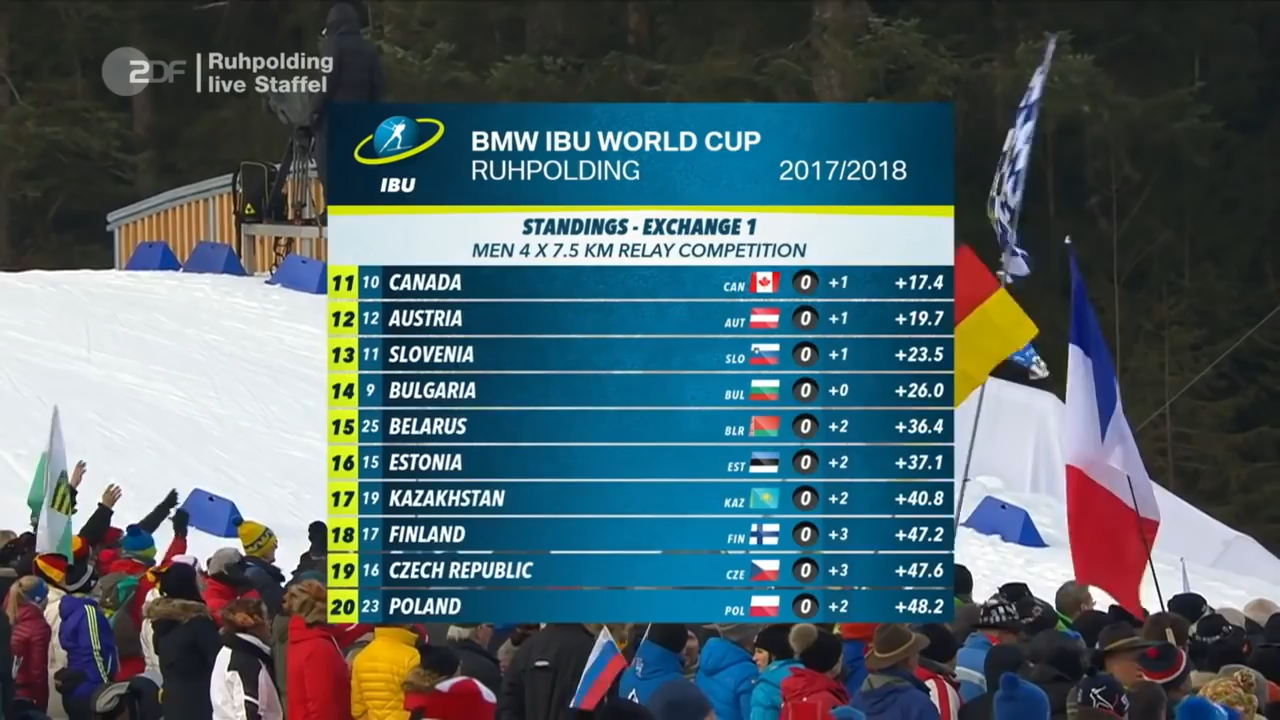 ZDF
Ruhpolding
live Staffel
IBU
BMW IBU WORLD CUP
RUHPOLDING 2017/2018
STANDINGS - EXCHANGE 1
MEN 4 X 7.5 KM RELAY COMPETITION
11 10 CANADA CAN 0 +1 +17.4
12 12 AUSTRIA AUT 0 +1 +19.7
13 11 SLOVENIA SLO 0 +1 +23.5
14 9 BULGARIA BUL 0 +0 +26.0
15 25 BELARUS BLR 0 +2 +36.4
16 15 ESTONIA EST 0 +2 +37.1
17 19 KAZAKHSTAN KAZ 0 +2 +40.8
18 17 FINLAND FIN 0 +3 +47.2
19 16 CZECH REPUBLIC CZE 0 +3 +47.6
20 23 POLAND POL 0 +2 +48.2